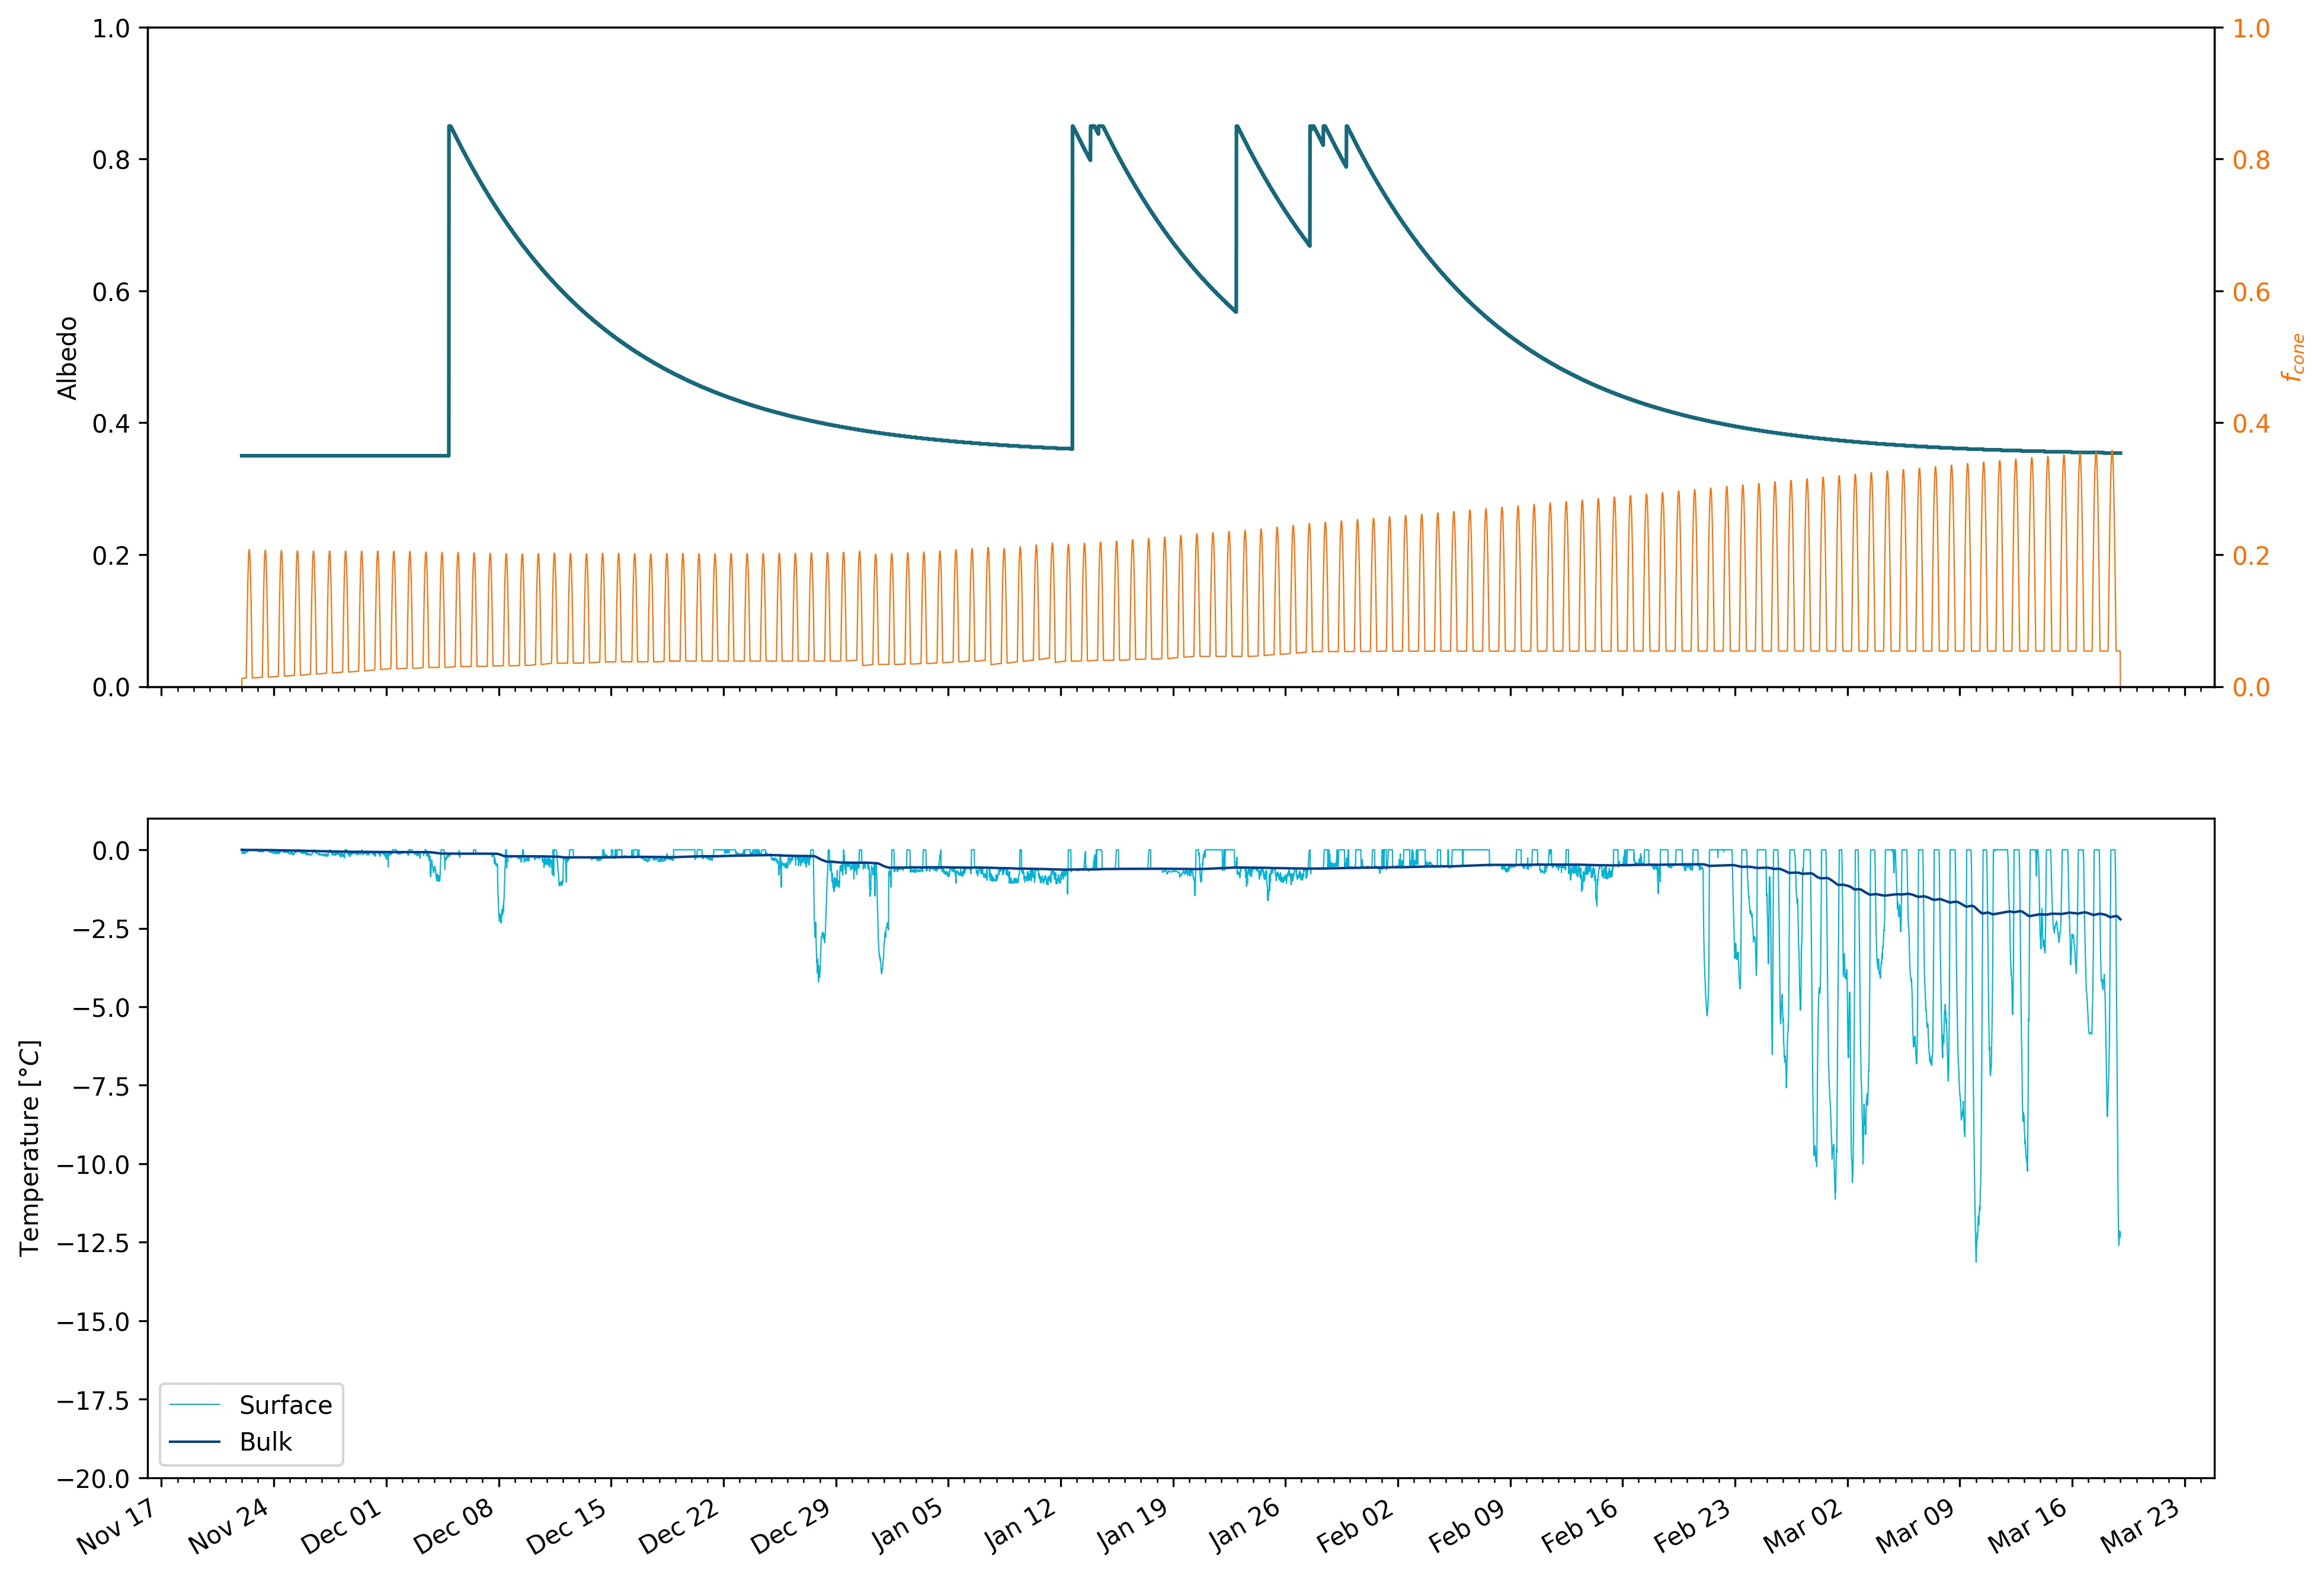 1.0
0.8
0.6
0.4
0.2
0.0
Albedo
1.0
0.8
0.6
0.4
0.2
0.0
f_cone
0.0
−2.5
−5.0
−7.5
−10.0
−12.5
−15.0
−17.5
−20.0
Temperature [°C]
Surface
Bulk
Nov 17
Nov 24
Dec 01
Dec 08
Dec 15
Dec 22
Dec 29
Jan 05
Jan 12
Jan 19
Jan 26
Feb 02
Feb 09
Feb 16
Feb 23
Mar 02
Mar 09
Mar 16
Mar 23